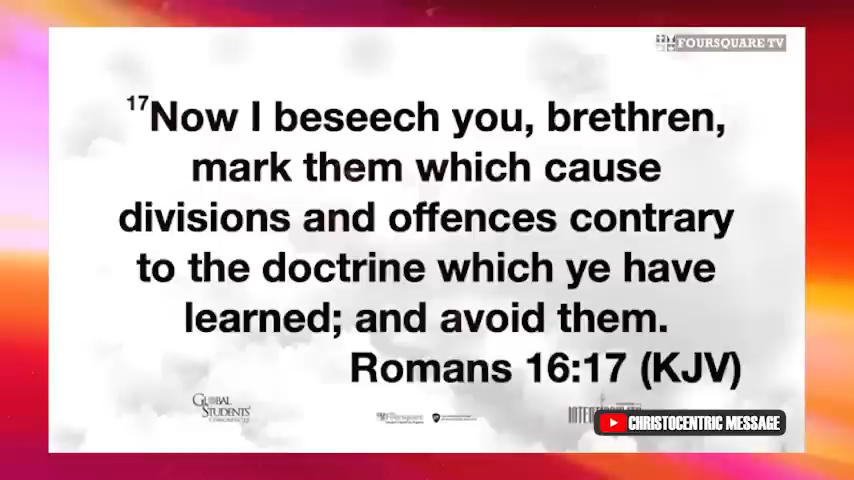 FOURSQUARE TV
17Now I beseech you, brethren,
mark them which cause
divisions and offences contrary
to the doctrine which ye have
learned; and avoid them.
Romans 16:17 (KJV)
GLOBAL
STUDENTS'
Foursquare
CHRISTOCENTRIC MESSAGE